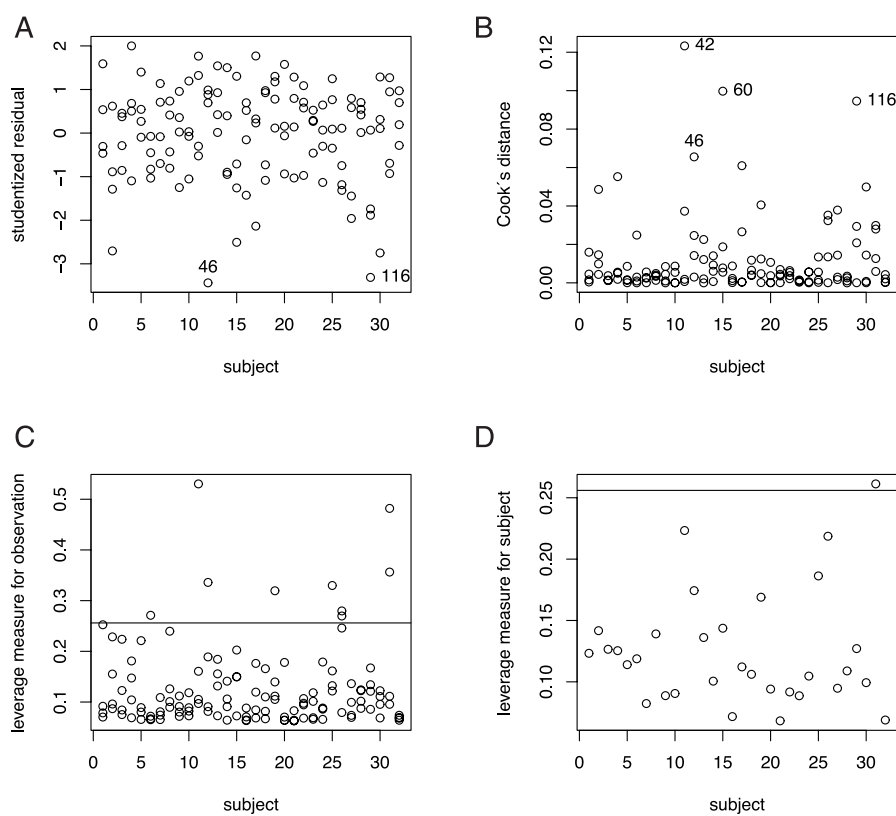 A
studentized residual
2
1
0
−1
−2
−3
46
116
0 5 10 15 20 25 30
subject
B
Cook´s distance
0.12
0.08
0.04
0.00
42
60
116
46
0 5 10 15 20 25 30
subject
C
leverage measure for observation
0.5
0.4
0.3
0.2
0.1
0 5 10 15 20 25 30
subject
D
leverage measure for subject
0.25
0.20
0.15
0.10
0 5 10 15 20 25 30
subject